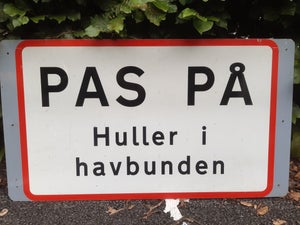 PAS PÅ
Huller i
havbunden